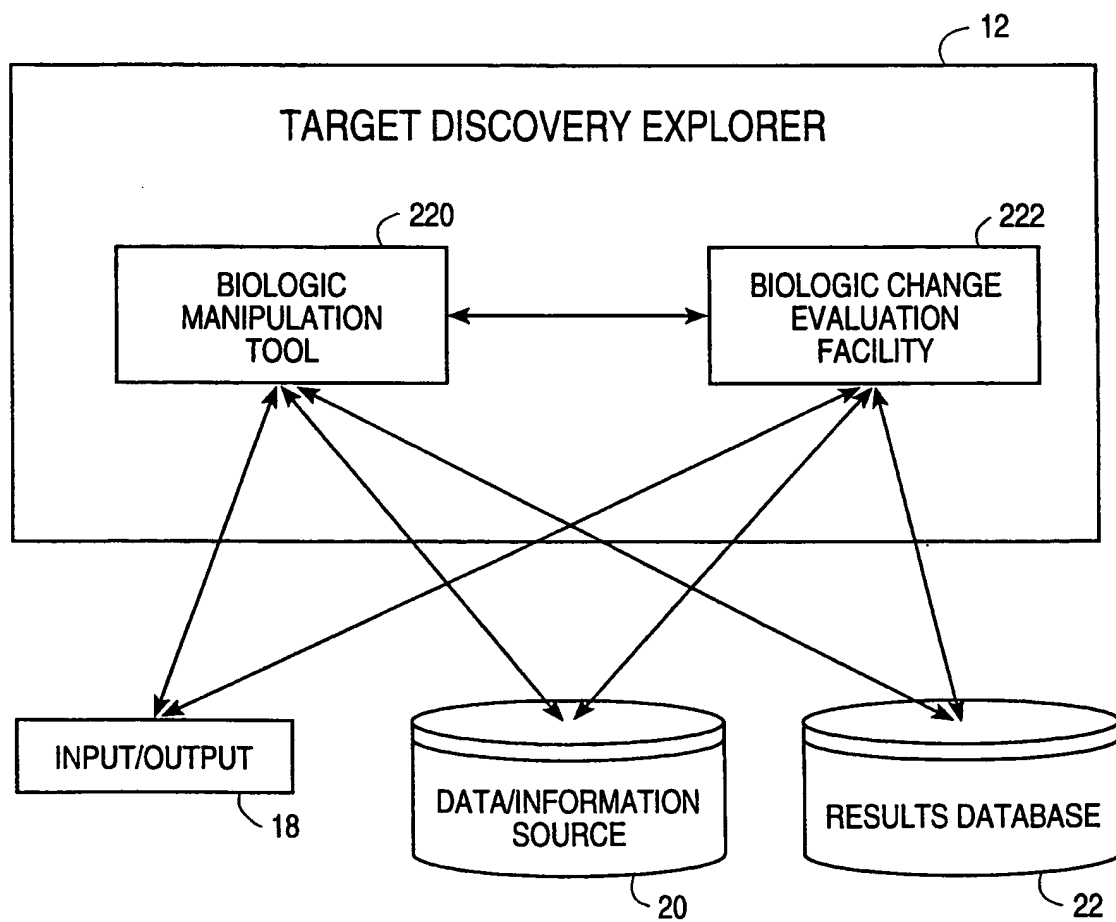 12
TARGET DISCOVERY EXPLORER
220
222
BIOLOGIC
MANIPULATION
TOOL
BIOLOGIC CHANGE
EVALUATION
FACILITY
INPUT/OUTPUT
18
DATA/INFORMATION
SOURCE
20
RESULTS DATABASE
22